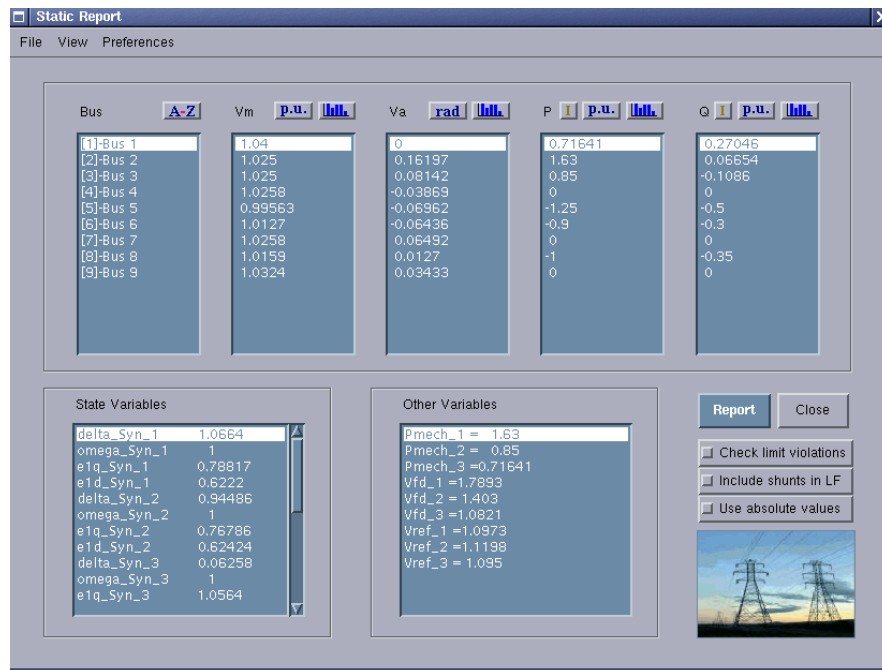 Static Report
File View Preferences
Bus A-Z Vm p.u. Va rad P I p.u. Q I p.u.
[1]-Bus 1 1.04 0 0.71641 0.27046
[2]-Bus 2 1.025 0.16197 1.63 0.06654
[3]-Bus 3 1.025 0.08142 0.85 -0.1086
[4]-Bus 4 1.0258 -0.03869 0 0
[5]-Bus 5 0.99563 -0.06962 -1.25 -0.5
[6]-Bus 6 1.0127 -0.06436 -0.9 -0.3
[7]-Bus 7 1.0258 0.06492 0 0
[8]-Bus 8 1.0159 0.0127 -1 -0.35
[9]-Bus 9 1.0324 0.03433 0 0
State Variables
delta_Syn_1 1.0664
omega_Syn_1 1
e1q_Syn_1 0.78817
e1d_Syn_1 0.6222
delta_Syn_2 0.94486
omega_Syn_2 1
e1q_Syn_2 0.76786
e1d_Syn_2 0.62424
delta_Syn_3 0.06258
omega_Syn_3 1
e1q_Syn_3 1.0564
Other Variables
Pmech_1 = 1.63
Pmech_2 = 0.85
Pmech_3 =0.71641
Vfd_1 =1.7893
Vfd_2 = 1.403
Vfd_3 =1.0821
Vref_1 =1.0973
Vref_2 =1.1198
Vref_3 = 1.095
Report Close
Check limit violations
Include shunts in LF
Use absolute values